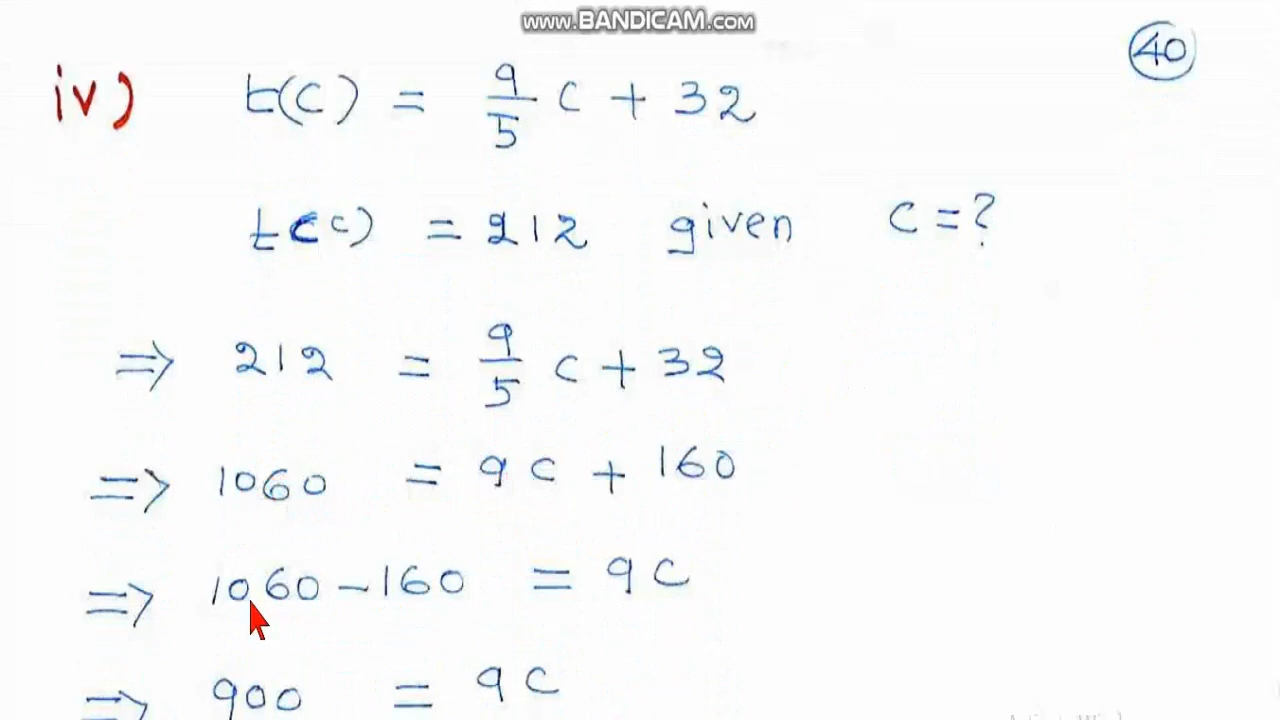 www.BANDICAM.com
40
iv) t(C) = 9/5 C + 32
t(C) = 212 given C = ?
⇒ 212 = 9/5 C + 32
⇒ 1060 = 9C + 160
⇒ 1060 - 160 = 9C
⇒ 900 = 9C